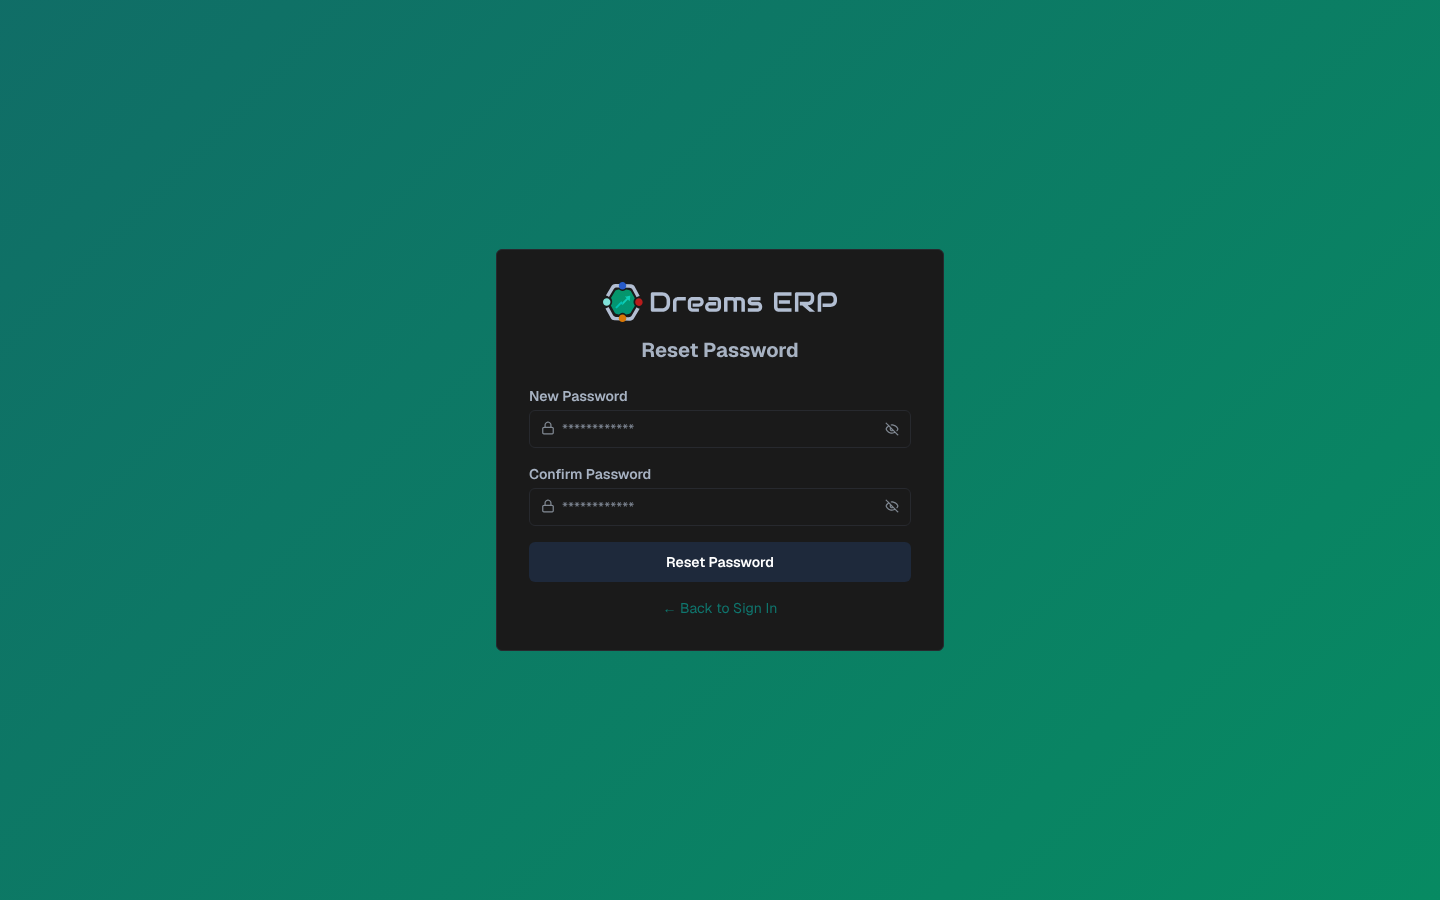 Dreams ERP
Reset Password
New Password
************
Confirm Password
************
Reset Password
← Back to Sign In